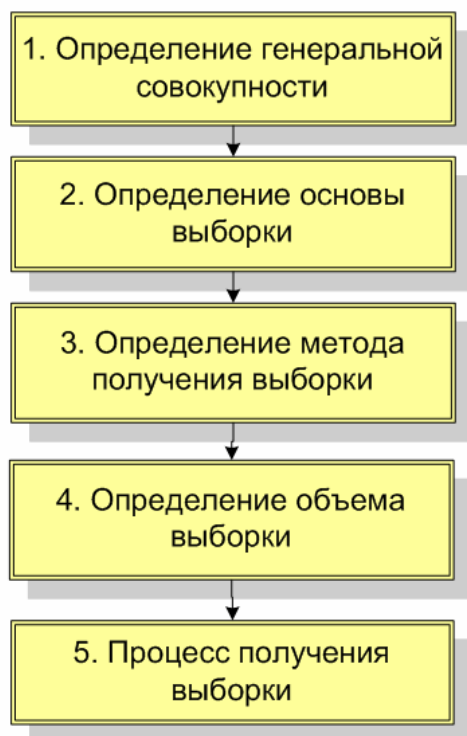 1. Определение генеральной
совокупности
2. Определение основы
выборки
3. Определение метода
получения выборки
4. Определение объема
выборки
5. Процесс получения
выборки